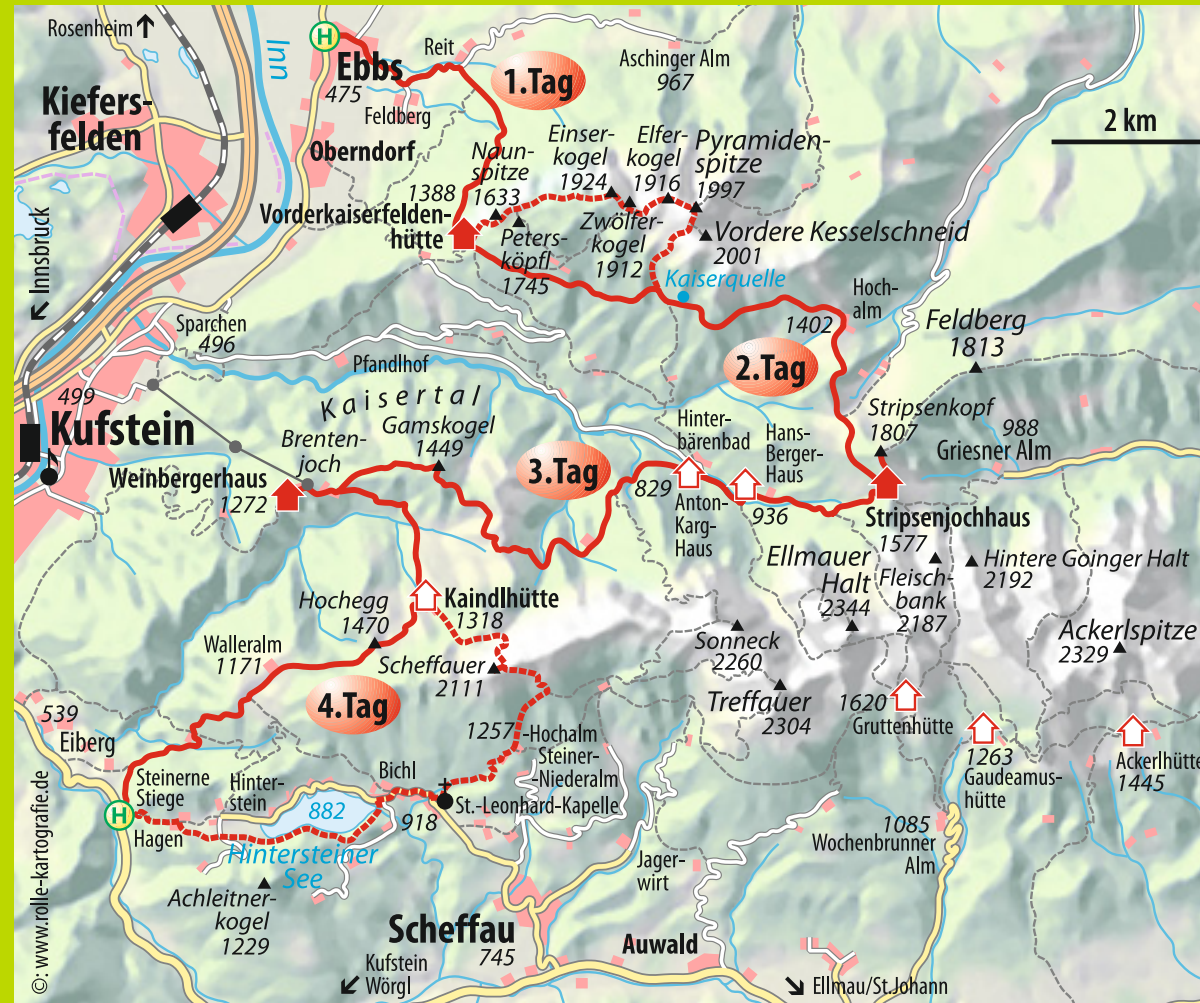 Rosenheim ↑
H
Ebbs
475
Inn
Reit
1.Tag
Aschinger Alm
967
Kiefers-
felden
Feldberg
Oberndorf
2 km
Naun-
spitze
1633
Einser-
kogel
1924
Elfer-
kogel
1916
Pyramiden-
spitze
1997
1388
Vorderkaiserfelden-
hütte
Peters-
köpfl
1745
Zwölfer-
kogel
1912
Vordere Kesselschneid
2001
Kaiserquelle
↙ Innsbruck
Hoch-
alm
1402
Sparchen
496
Pfandlhof
Feldberg
1813
2.Tag
499
Kufstein
Kaisertal
Gamskogel
1449
Brenten-
joch
Weinbergerhaus
1272
3.Tag
Hinter-
bärenbad
Hans-
Berger-
Haus
Stripsenkopf
1807
988
Griesner Alm
829
Anton-
Karg-
Haus
936
Stripsenjochhaus
1577
Ellmauer
Halt
2344
Fleisch-
bank
2187
Hintere Goinger Halt
2192
Hochegg
1470
Kaindlhütte
1318
Walleralm
1171
Scheffauer
2111
Sonneck
2260
Ackerlspitze
2329
4.Tag
Treffauer
2304
1620
Gruttenhütte
539
Eiberg
1257
-Hochalm
Steiner-
-Niederalm
1263
Gaudeamus-
hütte
Ackerlhütte
1445
Steinerne
Stiege
Hinter-
stein
Bichl
882
St.-Leonhard-Kapelle
918
H
Hagen
Hintersteiner
See
1085
Wochenbrunner
Alm
Jager-
wirt
Achleitner-
kogel
1229
Scheffau
745
Auwald
Kufstein
↙ Wörgl
↘ Ellmau/St.Johann
©: www.rolle-kartografie.de